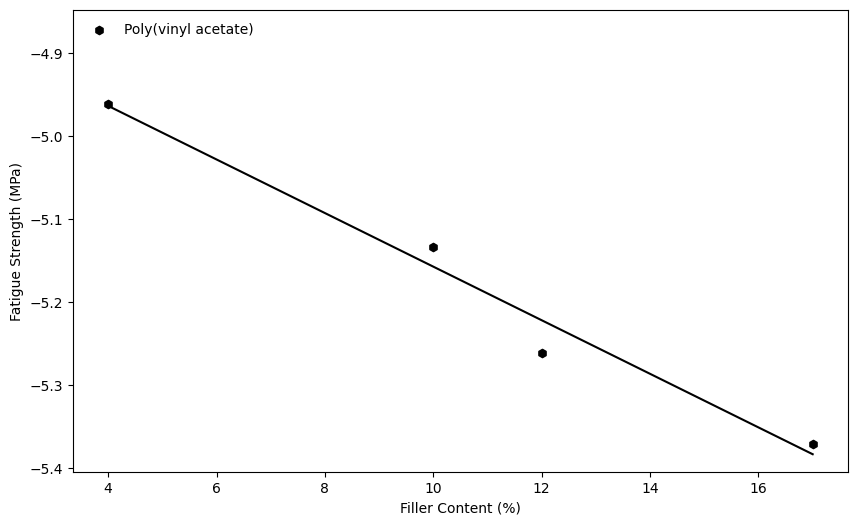 Poly(vinyl acetate)
−4.9
−5.0
−5.1
−5.2
−5.3
−5.4
Fatigue Strength (MPa)
4 6 8 10 12 14 16
Filler Content (%)